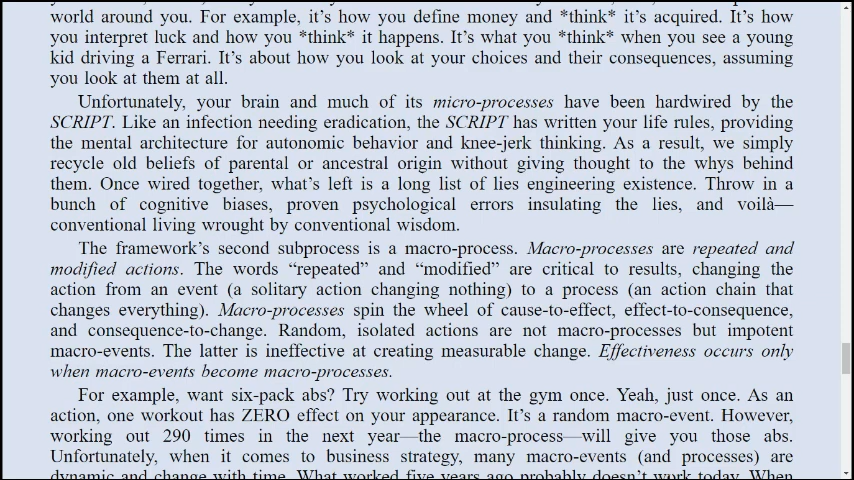 world around you. For example, it’s how you define money and *think* it’s acquired. It’s how
you interpret luck and how you *think* it happens. It’s what you *think* when you see a young
kid driving a Ferrari. It’s about how you look at your choices and their consequences, assuming
you look at them at all.
Unfortunately, your brain and much of its micro-processes have been hardwired by the
SCRIPT. Like an infection needing eradication, the SCRIPT has written your life rules, providing
the mental architecture for autonomic behavior and knee-jerk thinking. As a result, we simply
recycle old beliefs of parental or ancestral origin without giving thought to the whys behind
them. Once wired together, what’s left is a long list of lies engineering existence. Throw in a
bunch of cognitive biases, proven psychological errors insulating the lies, and voilà—
conventional living wrought by conventional wisdom.
The framework’s second subprocess is a macro-process. Macro-processes are repeated and
modified actions. The words “repeated” and “modified” are critical to results, changing the
action from an event (a solitary action changing nothing) to a process (an action chain that
changes everything). Macro-processes spin the wheel of cause-to-effect, effect-to-consequence,
and consequence-to-change. Random, isolated actions are not macro-processes but impotent
macro-events. The latter is ineffective at creating measurable change. Effectiveness occurs only
when macro-events become macro-processes.
For example, want six-pack abs? Try working out at the gym once. Yeah, just once. As an
action, one workout has ZERO effect on your appearance. It’s a random macro-event. However,
working out 290 times in the next year—the macro-process—will give you those abs.
Unfortunately, when it comes to business strategy, many macro-events (and processes) are
dynamic and change with time. What worked five years ago probably doesn’t work today. When